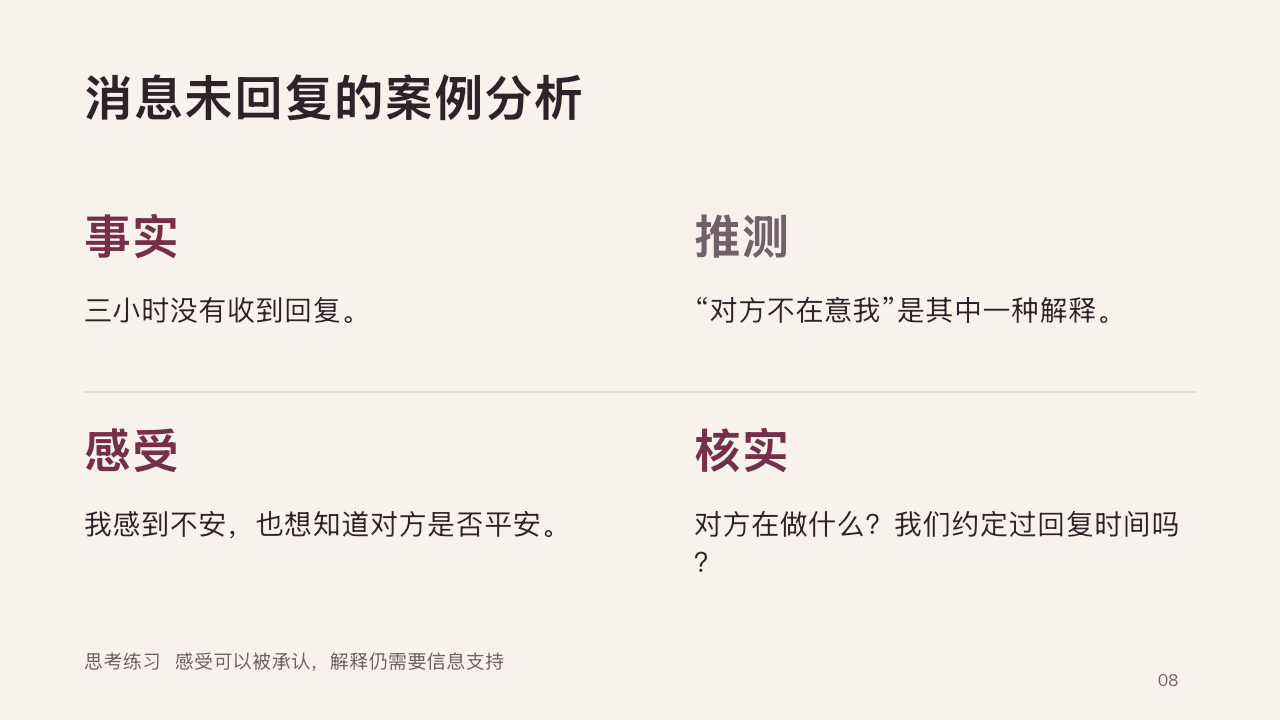 消息未回复的案例分析
事实
三小时没有收到回复。
推测
“对方不在意我”是其中一种解释。
感受
我感到不安，也想知道对方是否平安。
核实
对方在做什么？我们约定过回复时间吗
？
思考练习 感受可以被承认，解释仍需要信息支持
08